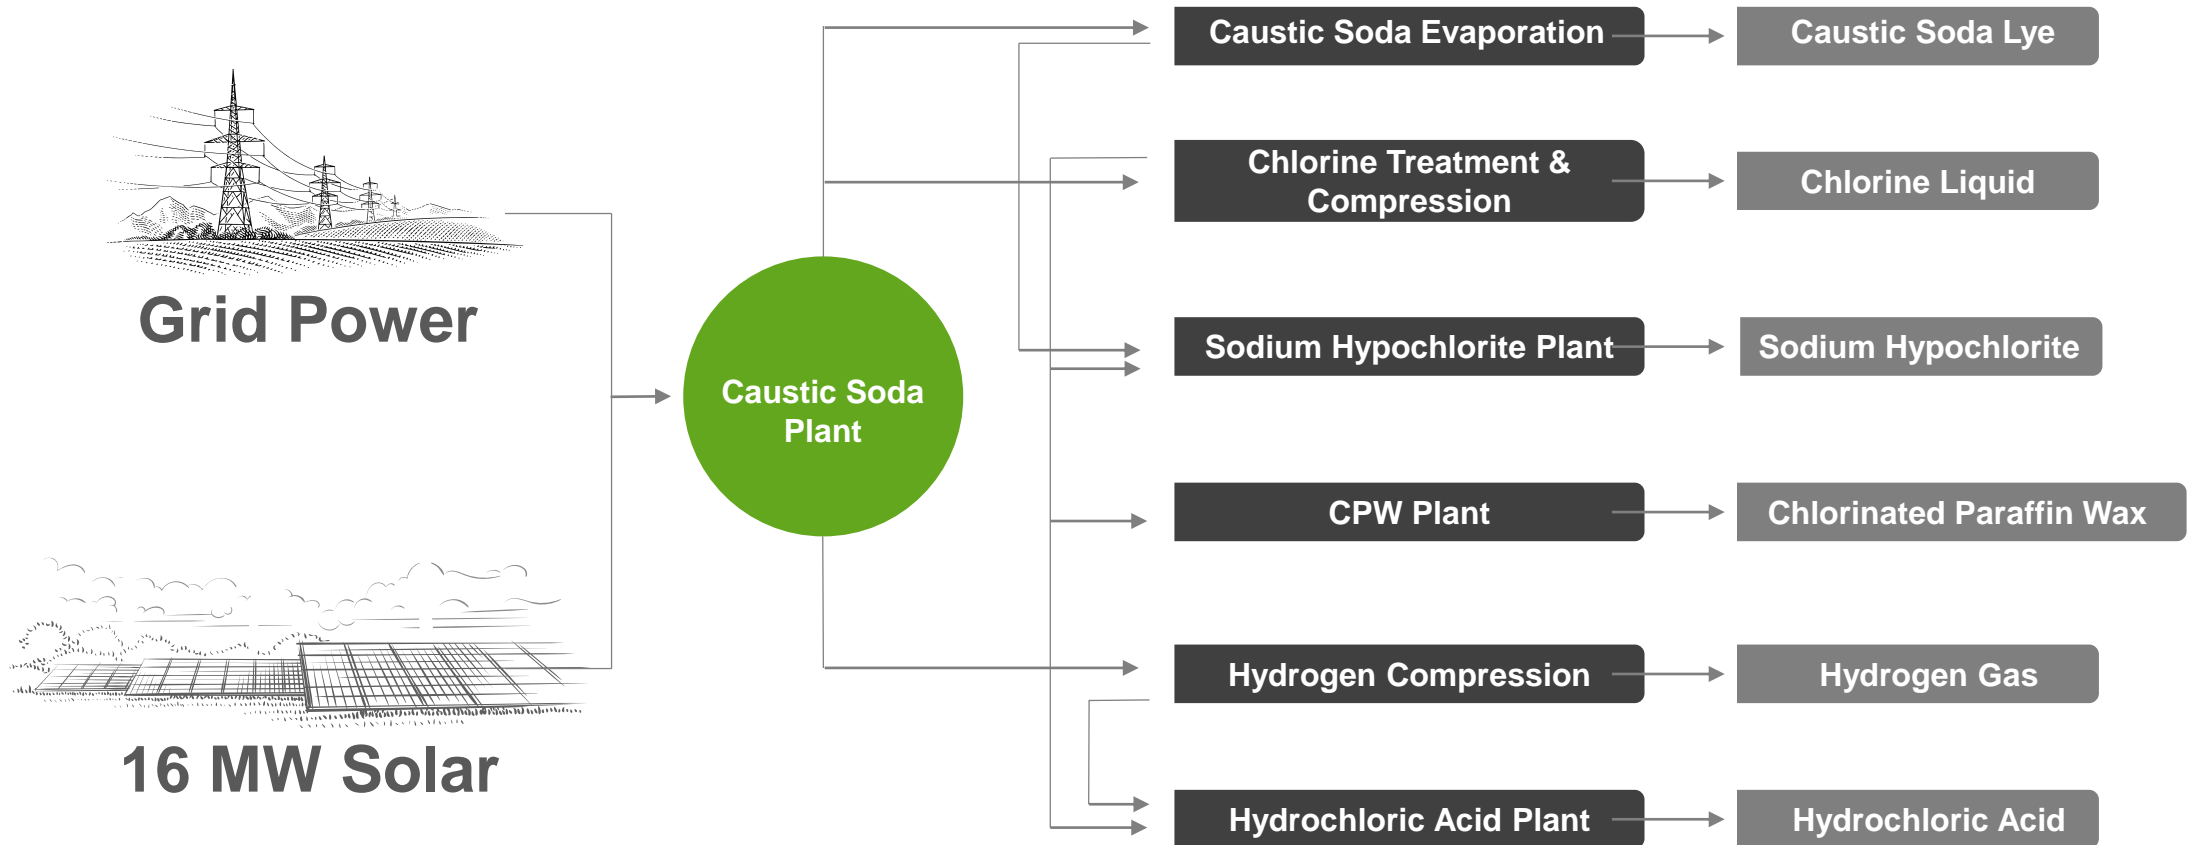 Grid Power
16 MW Solar
Caustic Soda
Plant
Caustic Soda Evaporation
Caustic Soda Lye
Chlorine Treatment &
Compression
Chlorine Liquid
Sodium Hypochlorite Plant
Sodium Hypochlorite
CPW Plant
Chlorinated Paraffin Wax
Hydrogen Compression
Hydrogen Gas
Hydrochloric Acid Plant
Hydrochloric Acid